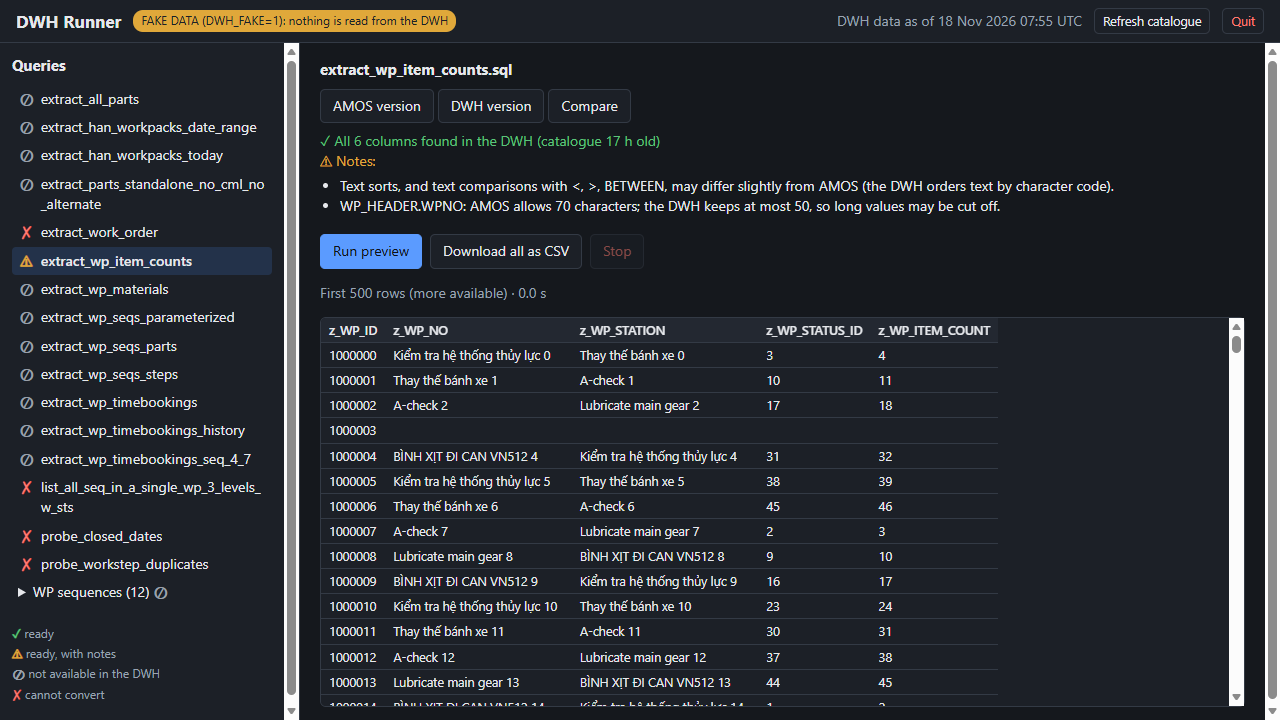 DWH Runner
FAKE DATA (DWH_FAKE=1): nothing is read from the DWH
DWH data as of 18 Nov 2026 07:55 UTC
Refresh catalogue
Quit
Queries
extract_all_parts
extract_han_workpacks_date_range
extract_han_workpacks_today
extract_parts_standalone_no_cml_no
_alternate
extract_work_order
extract_wp_item_counts
extract_wp_materials
extract_wp_seqs_parameterized
extract_wp_seqs_parts
extract_wp_seqs_steps
extract_wp_timebookings
extract_wp_timebookings_history
extract_wp_timebookings_seq_4_7
list_all_seq_in_a_single_wp_3_levels_
w_sts
probe_closed_dates
probe_workstep_duplicates
WP sequences (12)
ready
ready, with notes
not available in the DWH
cannot convert
extract_wp_item_counts.sql
AMOS version
DWH version
Compare
✓ All 6 columns found in the DWH (catalogue 17 h old)
⚠ Notes:
• Text sorts, and text comparisons with <, >, BETWEEN, may differ slightly from AMOS (the DWH orders text by character code).
• WP_HEADER.WPNO: AMOS allows 70 characters; the DWH keeps at most 50, so long values may be cut off.
Run preview
Download all as CSV
Stop
First 500 rows (more available) · 0.0 s
z_WP_ID z_WP_NO z_WP_STATION z_WP_STATUS_ID z_WP_ITEM_COUNT
1000000 Kiểm tra hệ thống thủy lực 0 Thay thế bánh xe 0 3 4
1000001 Thay thế bánh xe 1 A-check 1 10 11
1000002 A-check 2 Lubricate main gear 2 17 18
1000003
1000004 BÌNH XỊT ĐI CAN VN512 4 Kiểm tra hệ thống thủy lực 4 31 32
1000005 Kiểm tra hệ thống thủy lực 5 Thay thế bánh xe 5 38 39
1000006 Thay thế bánh xe 6 A-check 6 45 46
1000007 A-check 7 Lubricate main gear 7 2 3
1000008 Lubricate main gear 8 BÌNH XỊT ĐI CAN VN512 8 9 10
1000009 BÌNH XỊT ĐI CAN VN512 9 Kiểm tra hệ thống thủy lực 9 16 17
1000010 Kiểm tra hệ thống thủy lực 10 Thay thế bánh xe 10 23 24
1000011 Thay thế bánh xe 11 A-check 11 30 31
1000012 A-check 12 Lubricate main gear 12 37 38
1000013 Lubricate main gear 13 BÌNH XỊT ĐI CAN VN512 13 44 45